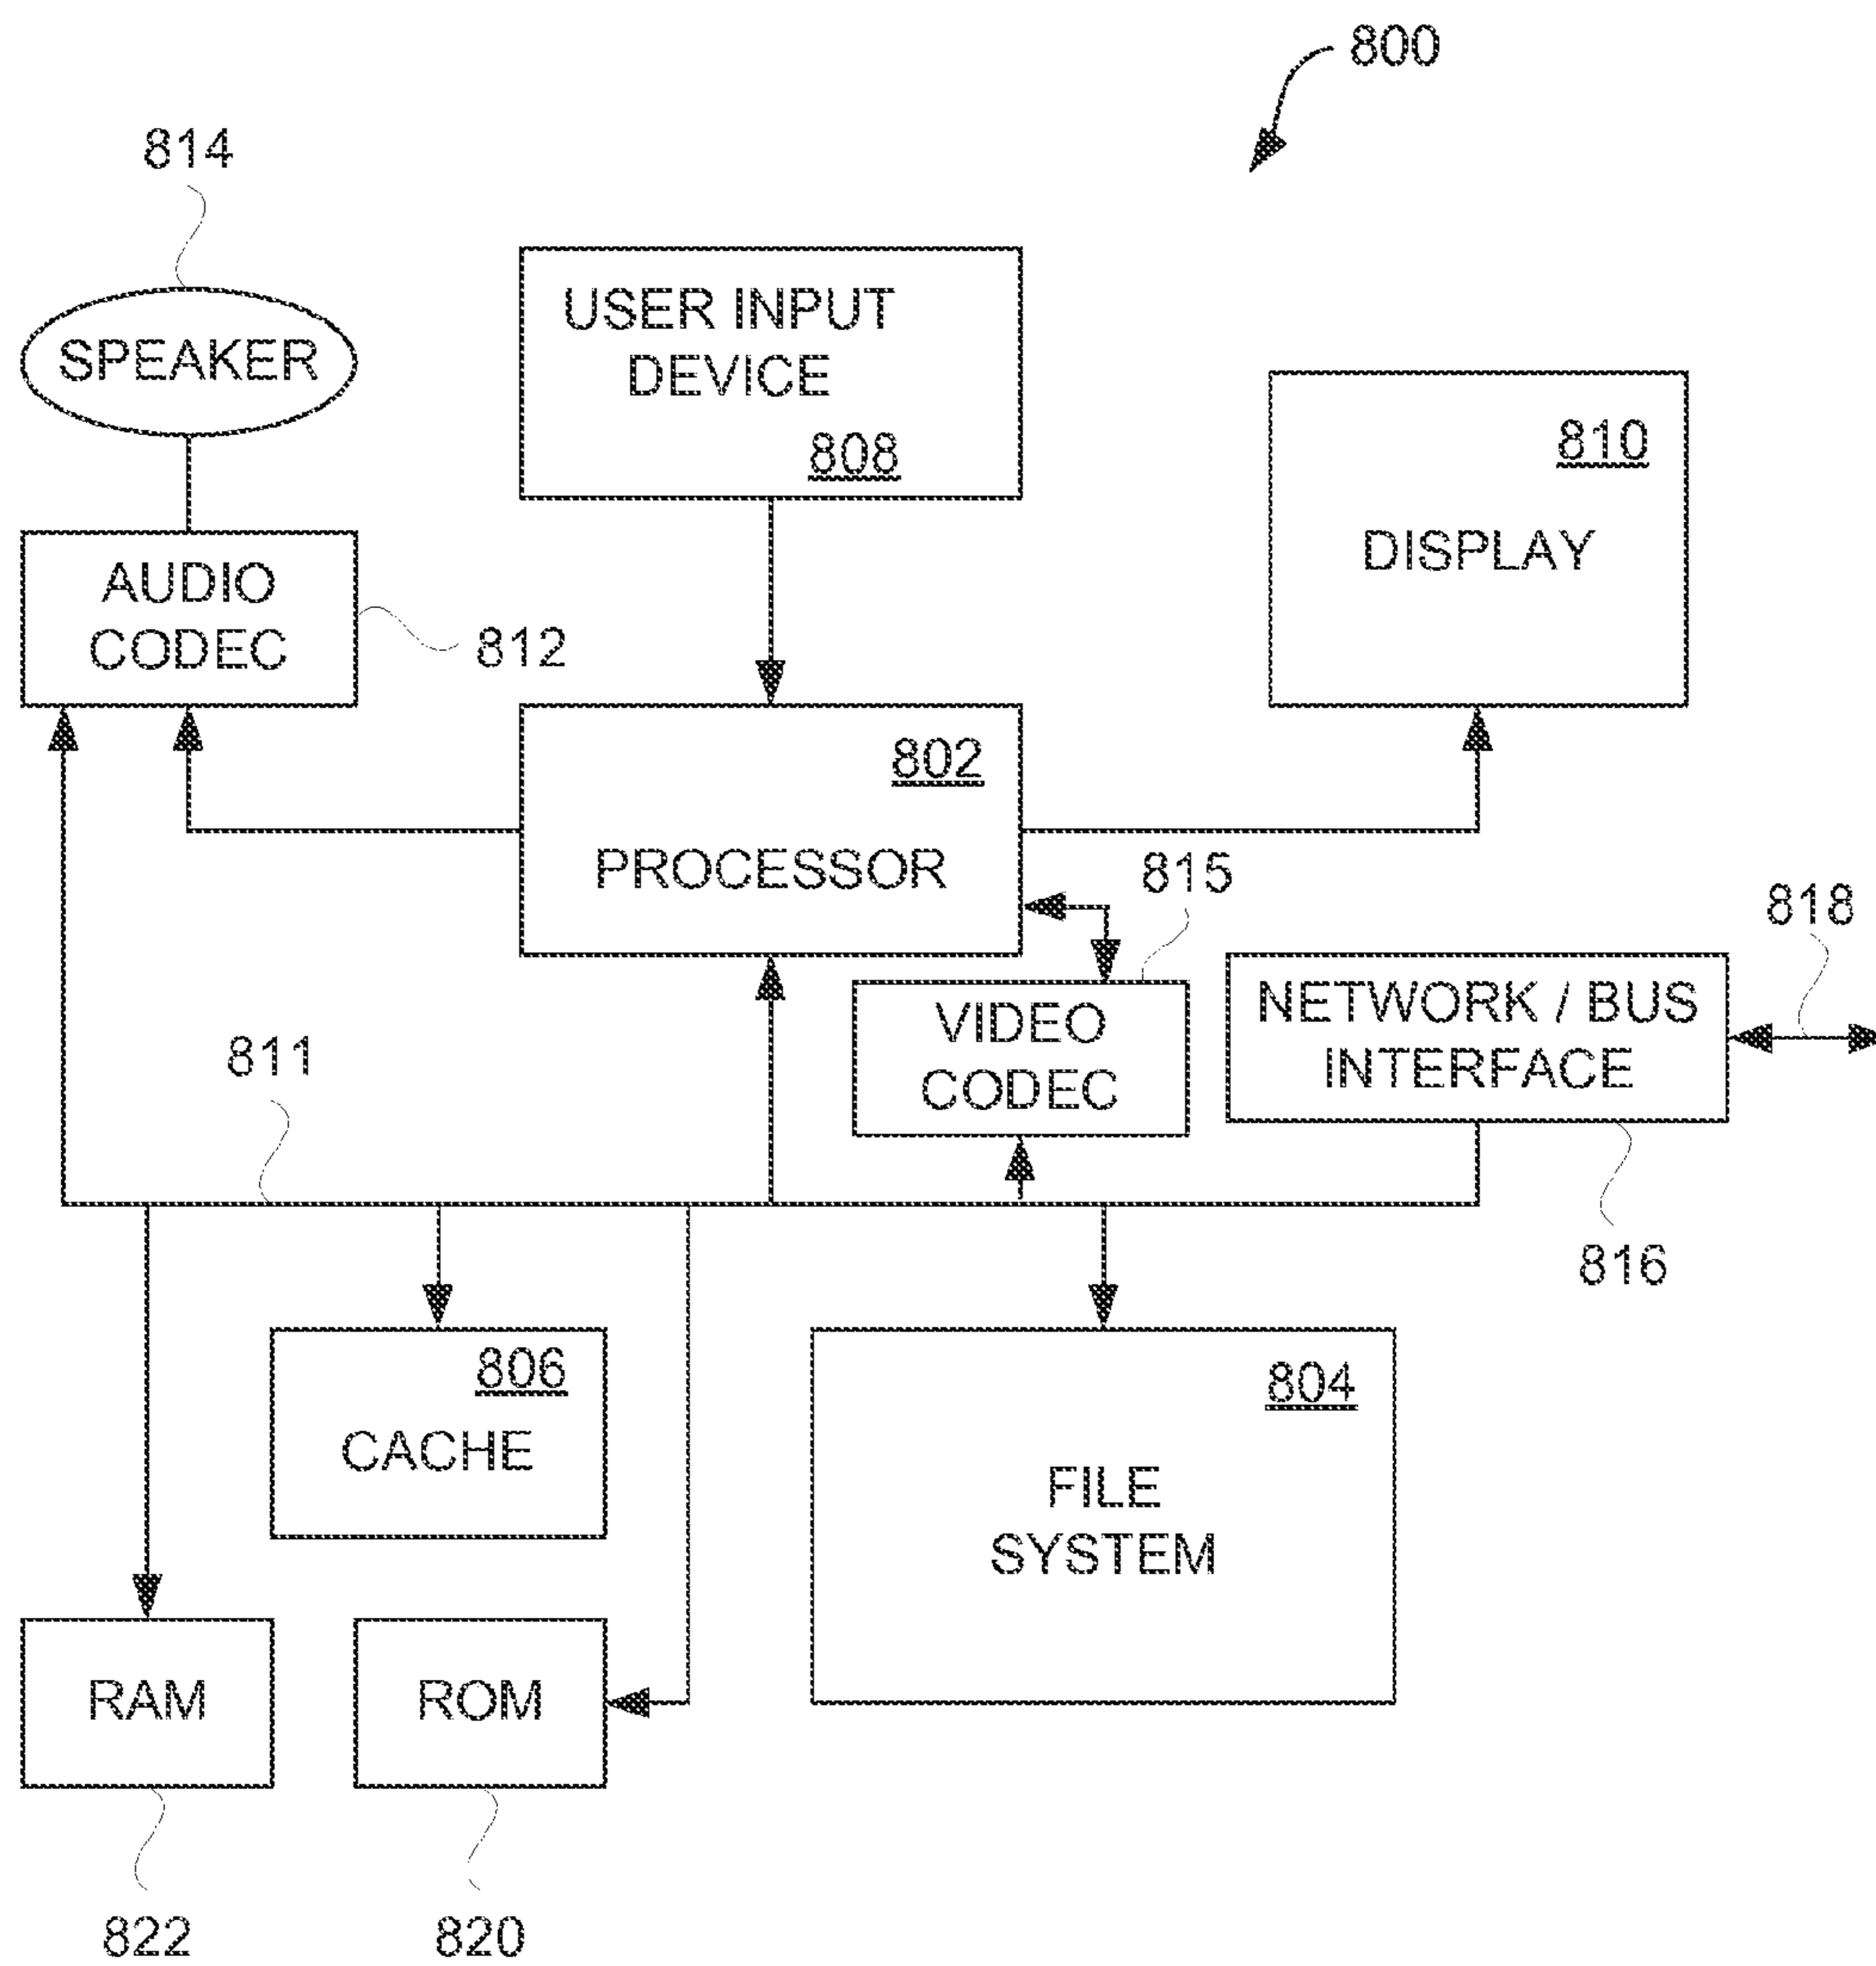 800
814
SPEAKER
USER INPUT
DEVICE
808
810
DISPLAY
AUDIO
CODEC
812
802
PROCESSOR
815
818
VIDEO
CODEC
NETWORK / BUS
INTERFACE
811
816
806
CACHE
804
FILE
SYSTEM
RAM
ROM
822
820